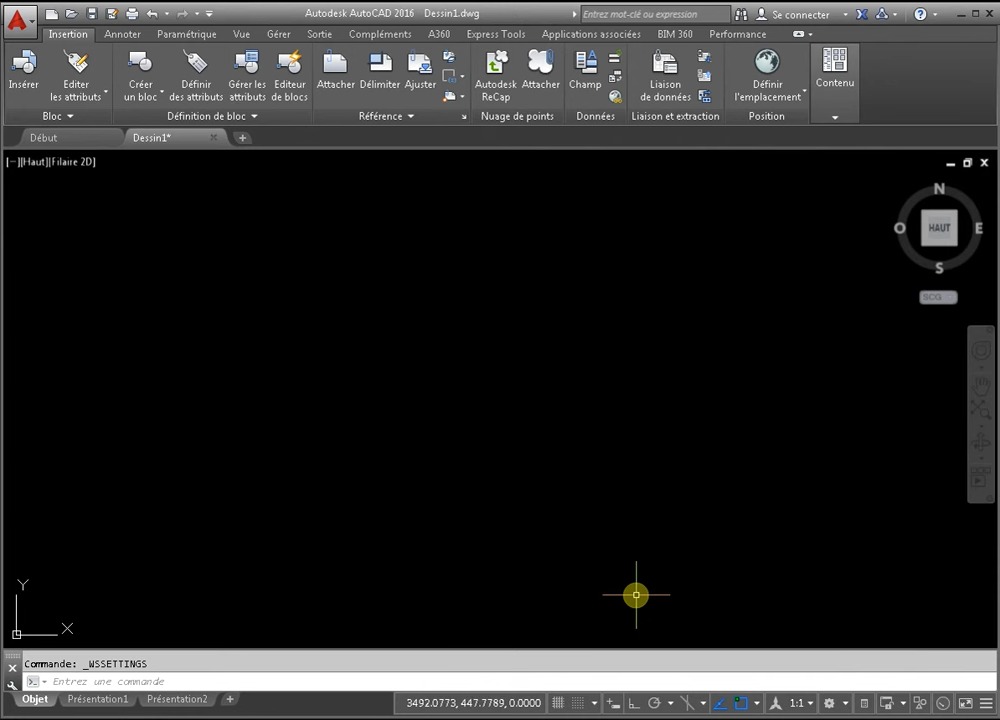 Autodesk AutoCAD 2016 Dessin1.dwg
Entrez mot-clé ou expression
Se connecter
Insertion Annoter Paramétrique Vue Gérer Sortie Compléments A360 Express Tools Applications associées BIM 360 Performance
Insérer
Editer les attributs
Créer un bloc
Définir des attributs
Gérer les attributs
Editeur de blocs
Attacher
Délimiter
Ajuster
Autodesk ReCap
Attacher
Champ
Liaison de données
Définir l'emplacement
Contenu
Bloc
Définition de bloc
Référence
Nuage de points
Données
Liaison et extraction
Position
Début
Dessin1*
[−][Haut][Filaire 2D]
N
O HAUT E
S
SCG
Y
X
Commande: _WSSETTINGS
Entrez une commande
Objet Présentation1 Présentation2 +
3492.0773, 447.7789, 0.0000
1:1